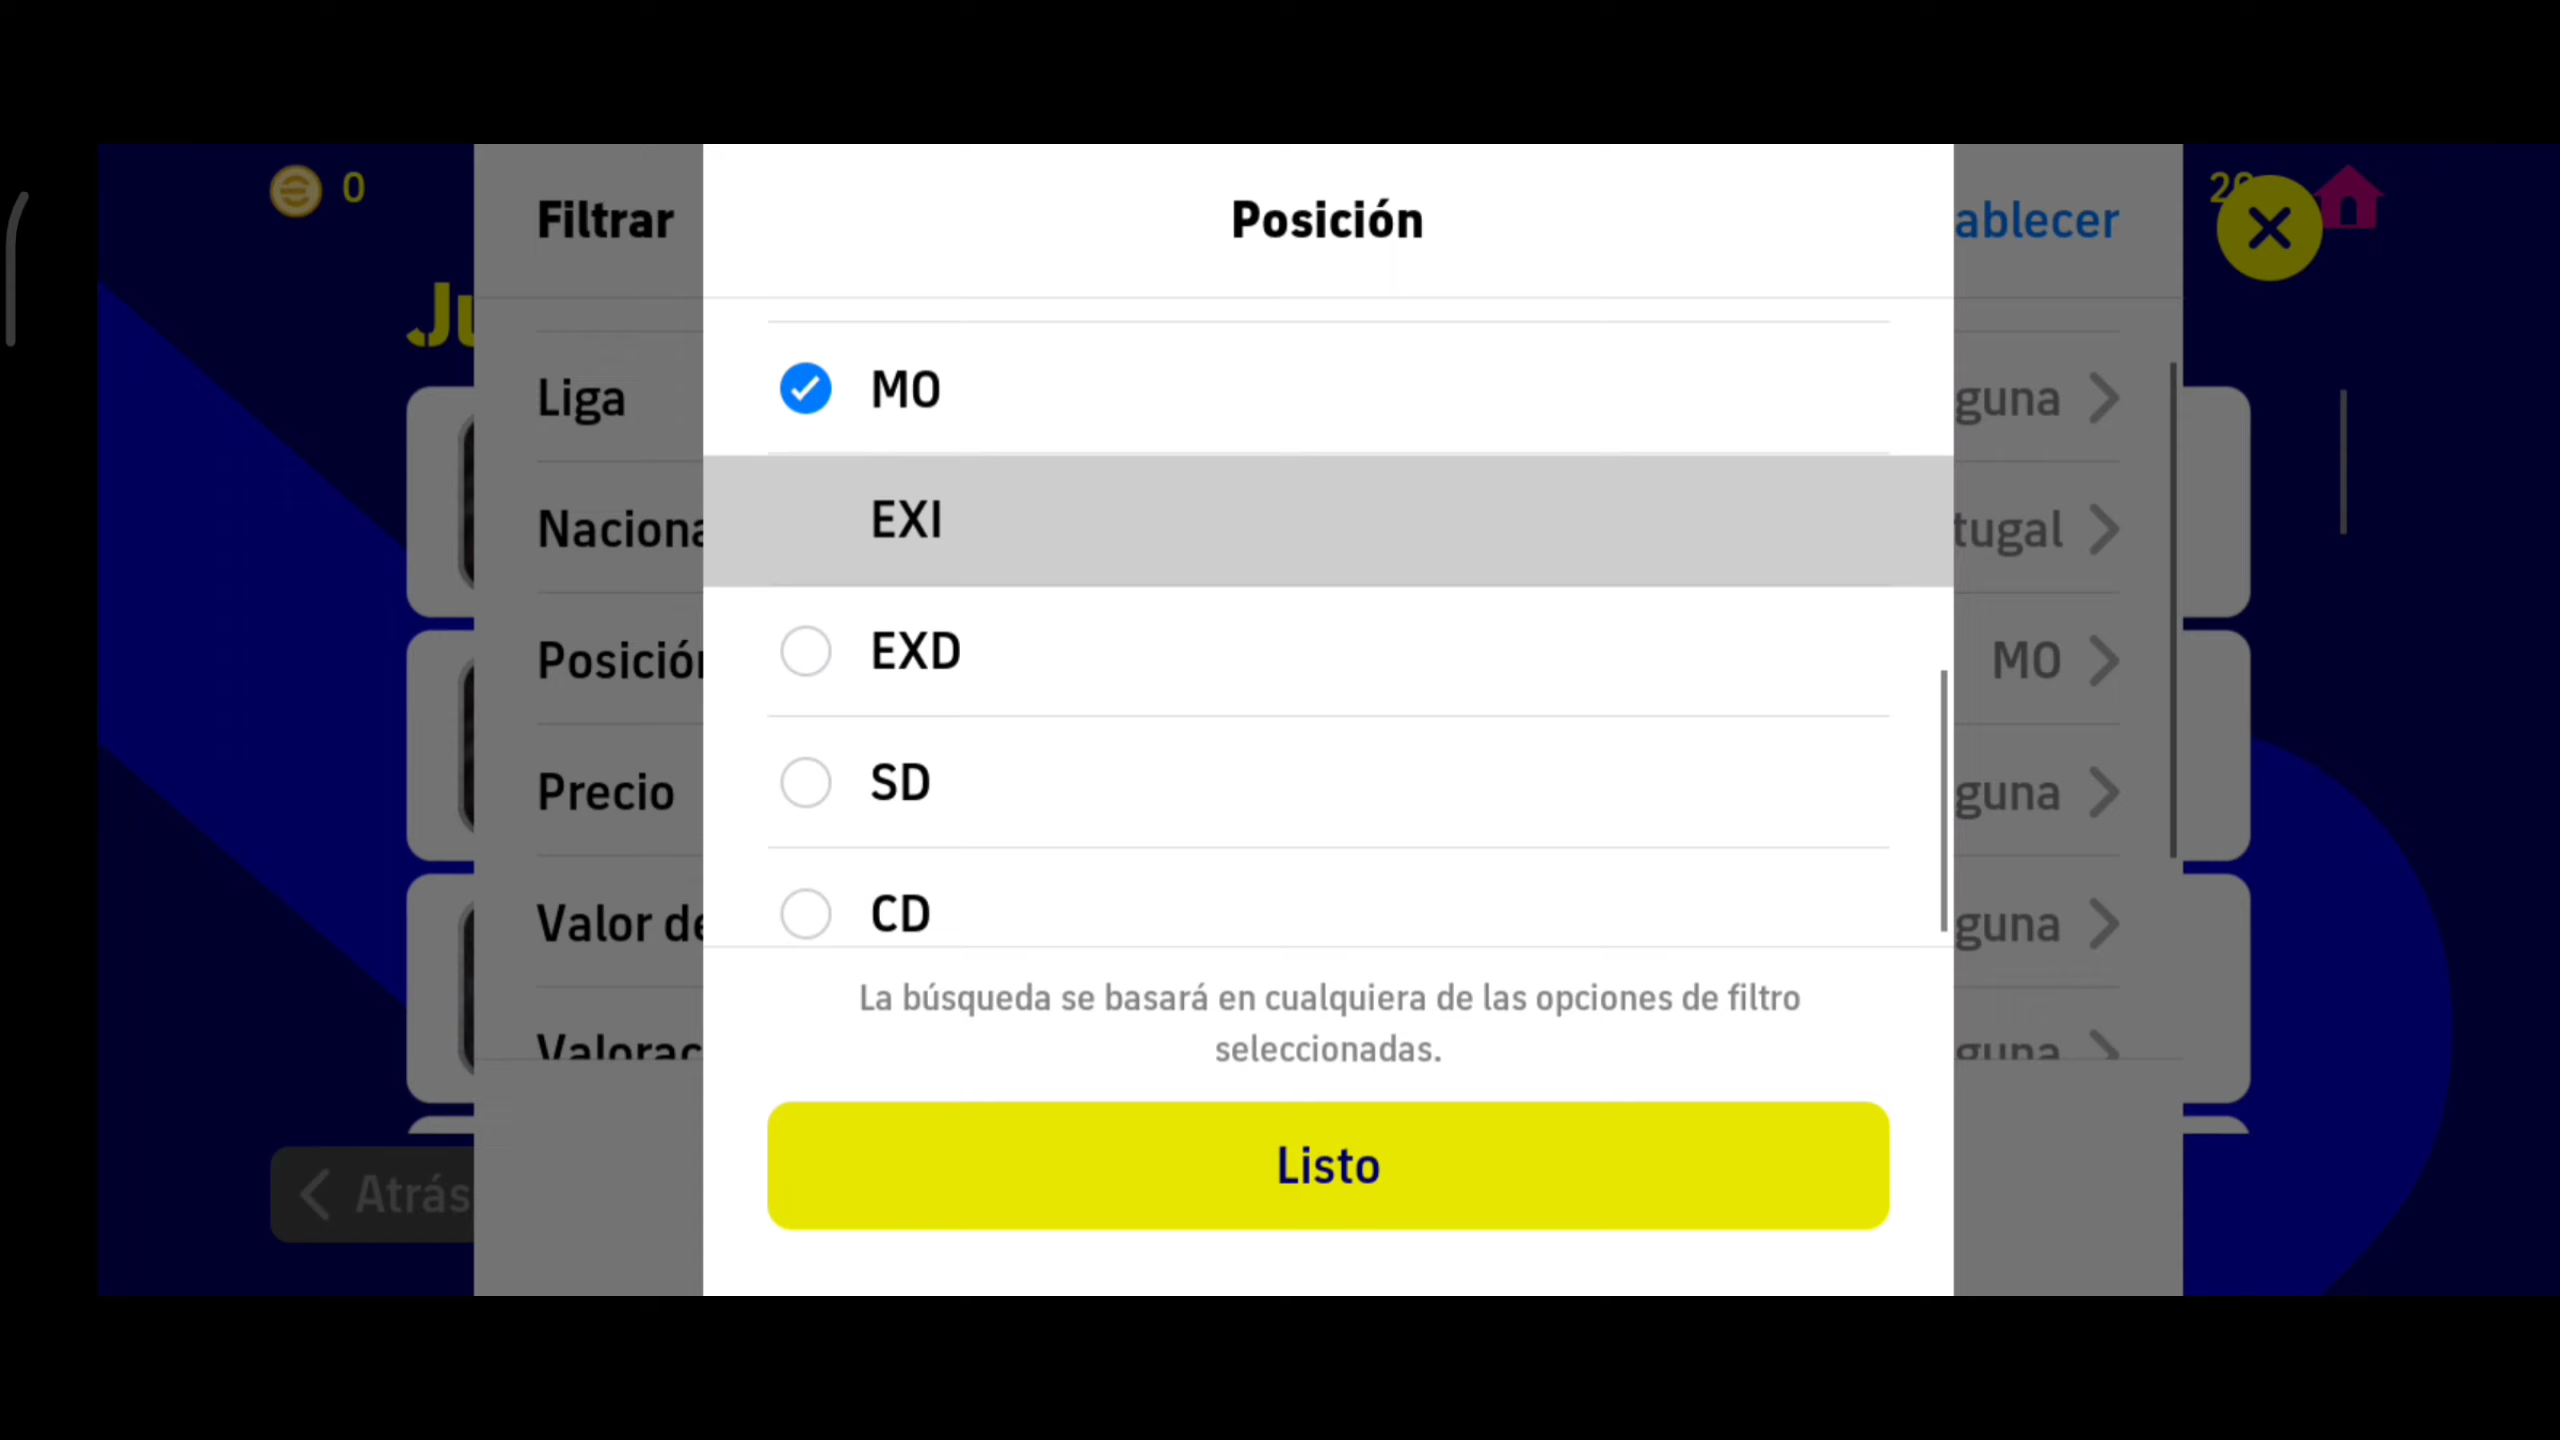 0
Filtrar
Posición
ablecer
Liga
guna
Naciona
tugal
Posición
MO
Precio
guna
Valor de
guna
MO
EXI
EXD
SD
CD
La búsqueda se basará en cualquiera de las opciones de filtro
seleccionadas.
Listo
Atrás